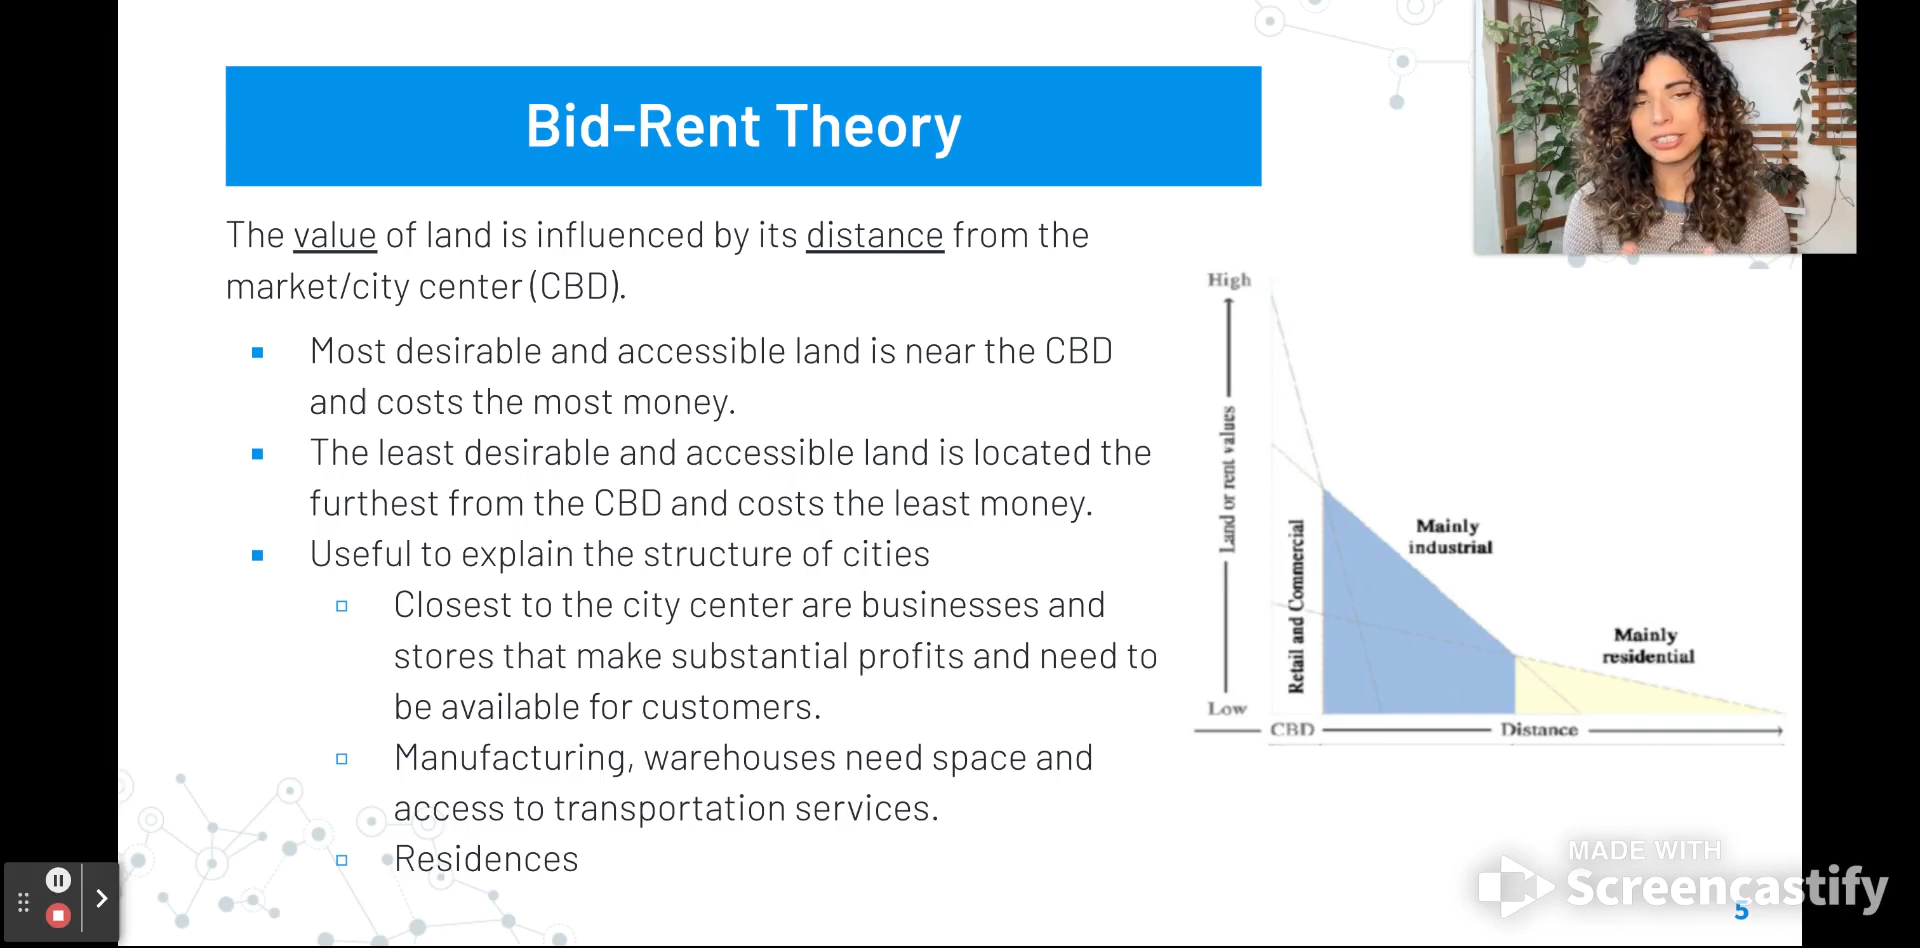 Bid-Rent Theory
The value of land is influenced by its distance from the
market/city center (CBD).
Most desirable and accessible land is near the CBD
and costs the most money.
The least desirable and accessible land is located the
furthest from the CBD and costs the least money.
Useful to explain the structure of cities
Closest to the city center are businesses and
stores that make substantial profits and need to
be available for customers.
Manufacturing, warehouses need space and
access to transportation services.
Residences
High
Land or rent values
Low
Retail and Commercial
Mainly
industrial
Mainly
residential
CBD
Distance
MADE WITH
Screencastify
5